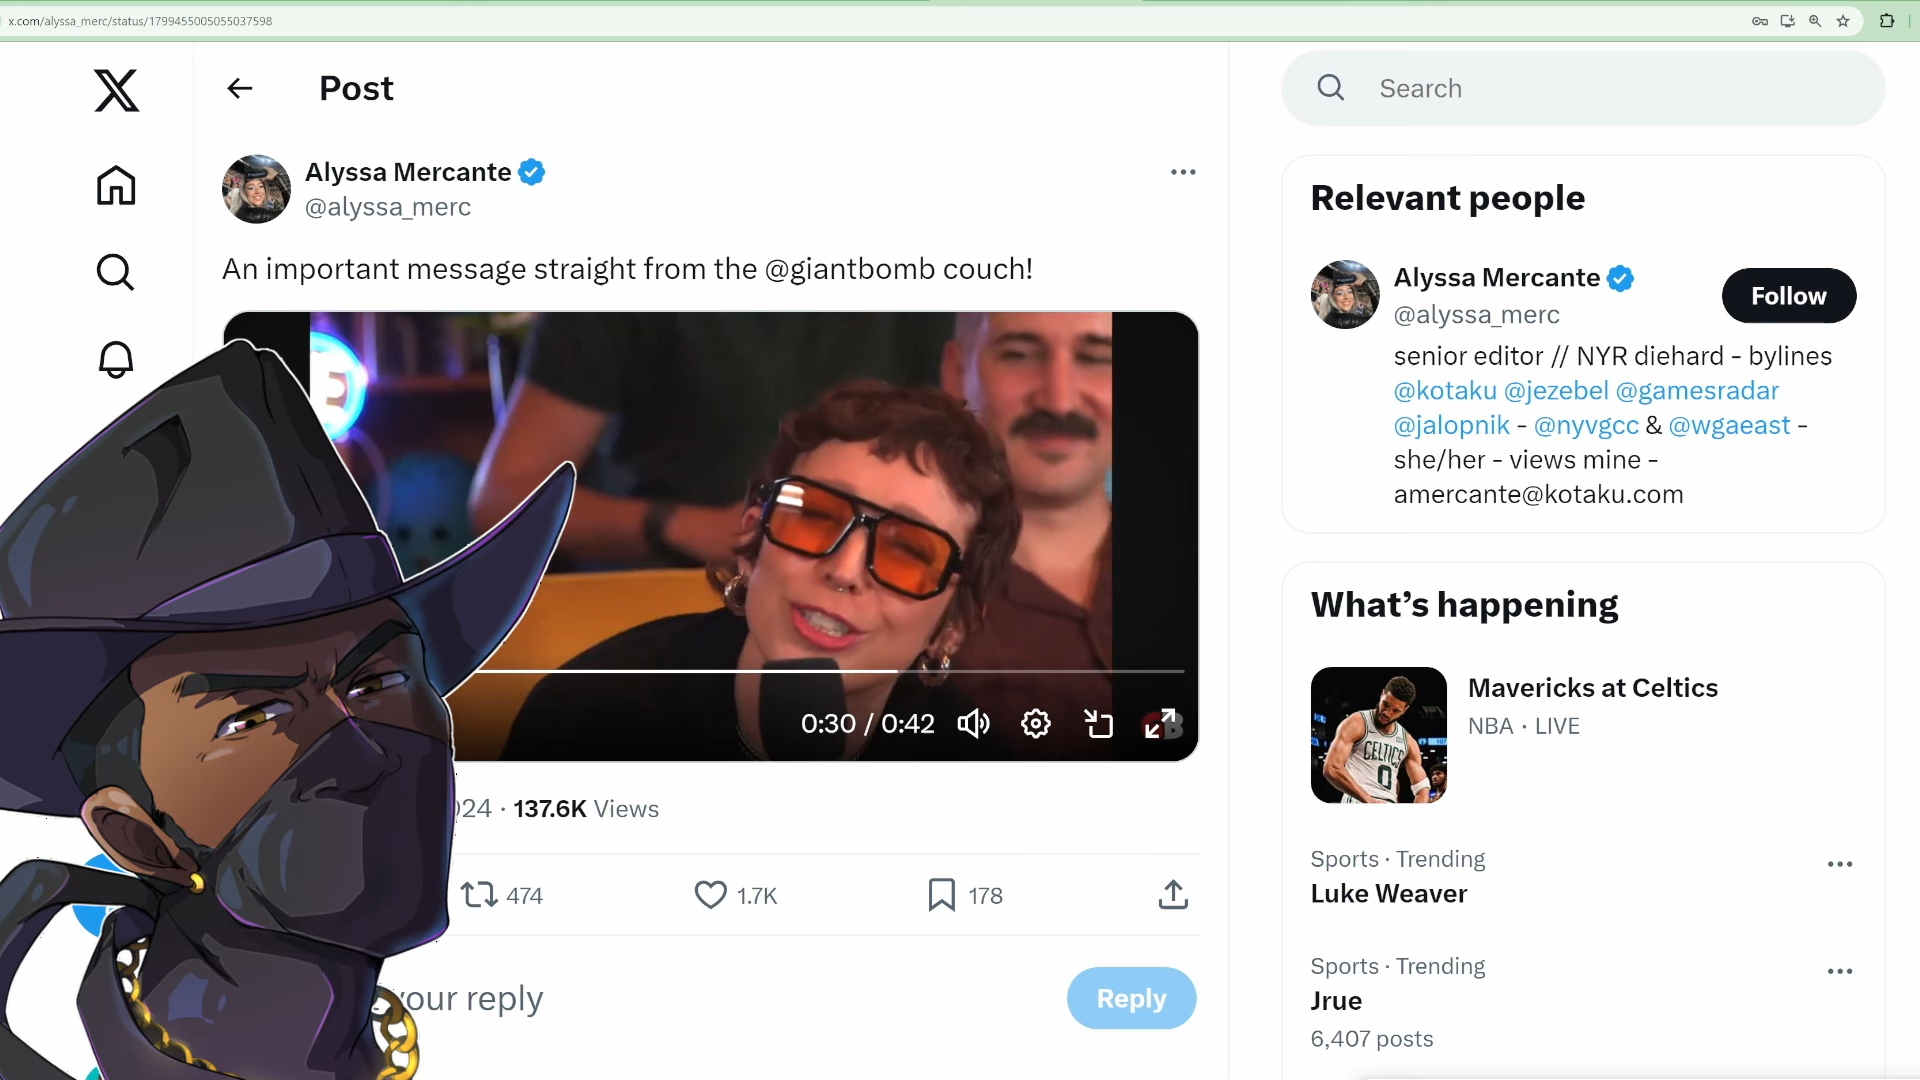 x.com/alyssa_merc/status/1799455005055037598
Post
Search
Alyssa Mercante
@alyssa_merc
An important message straight from the @giantbomb couch!
0:30 / 0:42
24 · 137.6K Views
474
1.7K
178
your reply
Reply
Relevant people
Alyssa Mercante
@alyssa_merc
Follow
senior editor // NYR diehard - bylines
@kotaku @jezebel @gamesradar
@jalopnik - @nyvgcc & @wgaeast -
she/her - views mine -
amercante@kotaku.com
What's happening
Mavericks at Celtics
NBA · LIVE
CELTICS
0
Sports · Trending
Luke Weaver
Sports · Trending
Jrue
6,407 posts